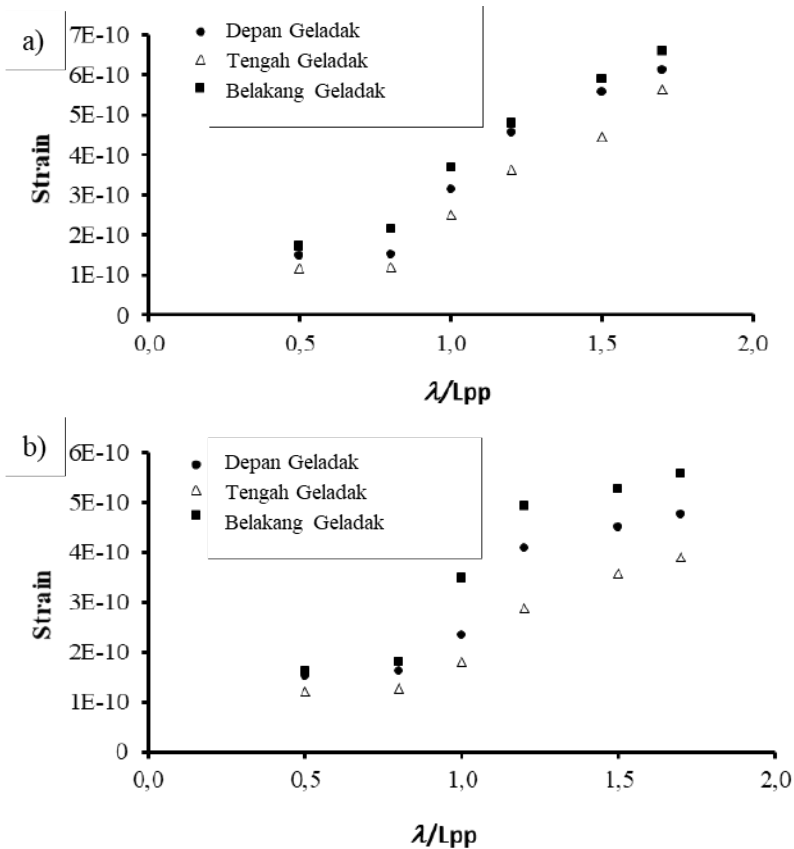 a)
Depan Geladak
Tengah Geladak
Belakang Geladak
7E-10
6E-10
5E-10
4E-10
3E-10
2E-10
1E-10
0
Strain
0,0 0,5 1,0 1,5 2,0
λ/Lpp
b)
Depan Geladak
Tengah Geladak
Belakang Geladak
6E-10
5E-10
4E-10
3E-10
2E-10
1E-10
0
Strain
0,0 0,5 1,0 1,5 2,0
λ/Lpp